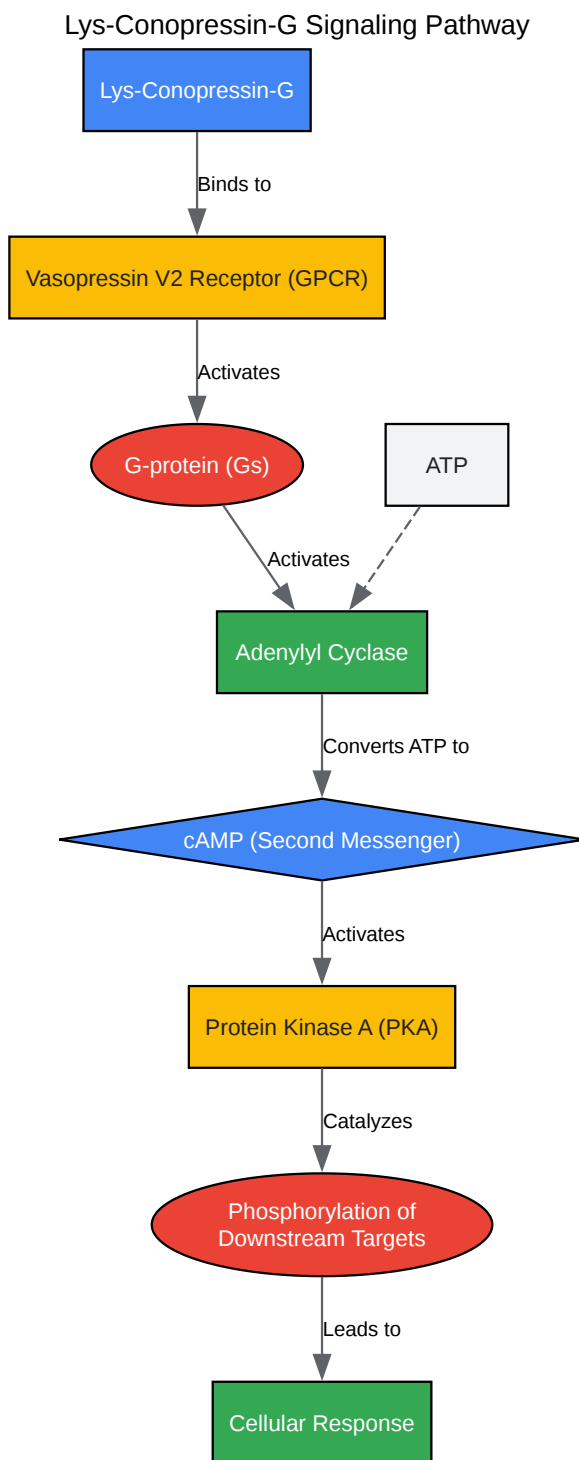 Lys-Conopressin-G Signaling Pathway
Lys-Conopressin-G
Binds to
Vasopressin V2 Receptor (GPCR)
Activates
G-protein (Gs)
ATP
Activates
Adenylyl Cyclase
Converts ATP to
cAMP (Second Messenger)
Activates
Protein Kinase A (PKA)
Catalyzes
Phosphorylation of
Downstream Targets
Leads to
Cellular Response